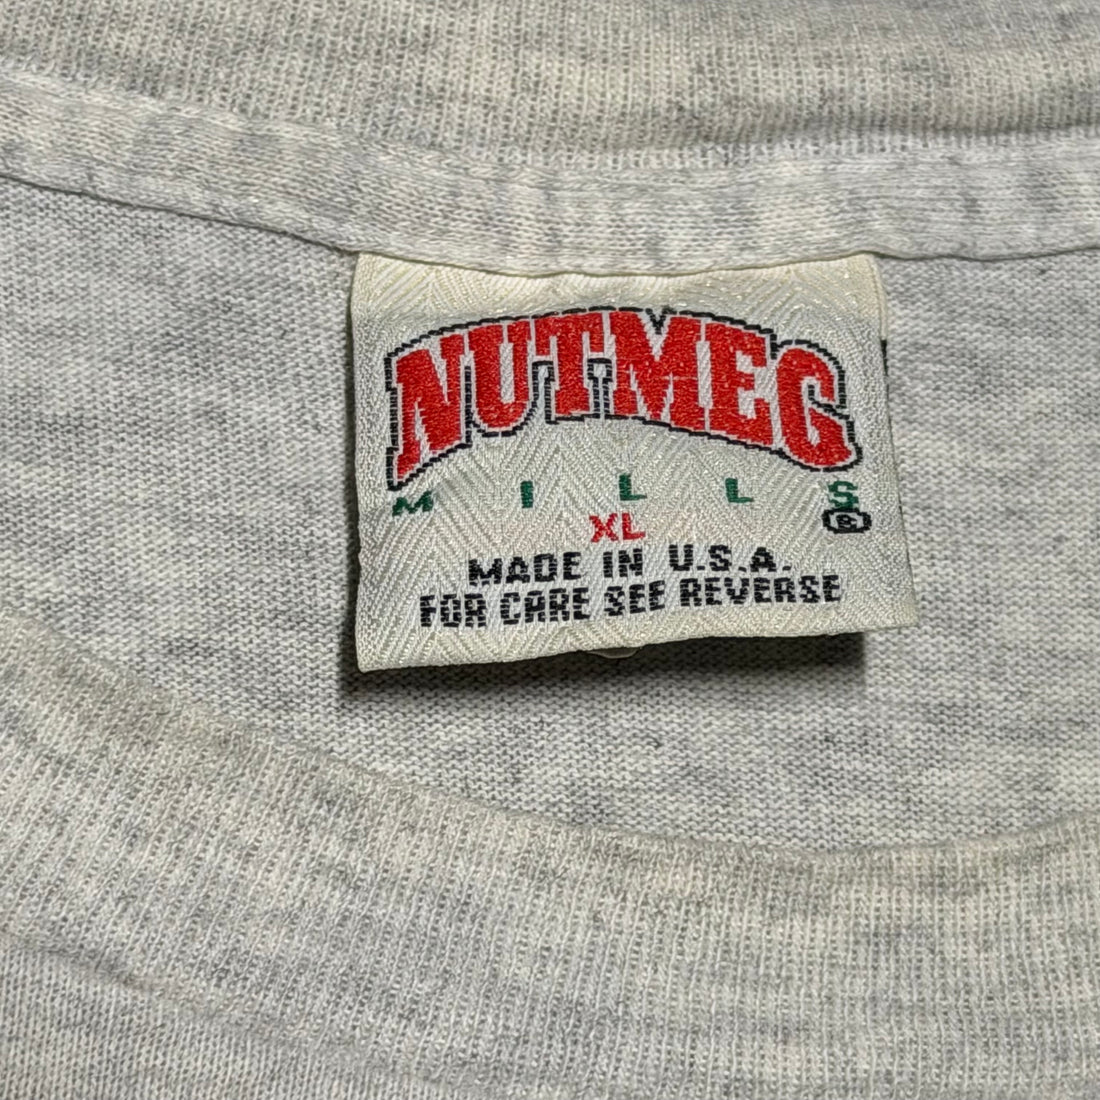 NUTMEG
MILLS
®
XL
MADE IN U.S.A.
FOR CARE SEE REVERSE